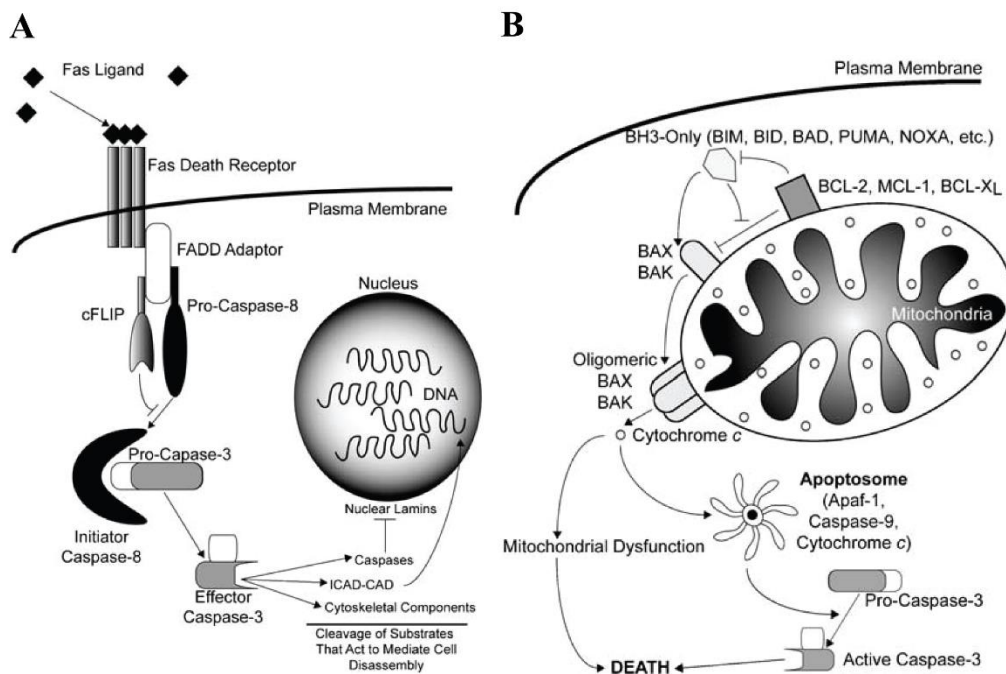 A
Fas Ligand
Fas Death Receptor
Plasma Membrane
FADD Adaptor
Pro-Caspase-8
cFLIP
Nucleus
DNA
Pro-Capase-3
Nuclear Lamins
Initiator
Caspase-8
Caspases
ICAD-CAD
Effector
Caspase-3
Cytoskeletal Components
Cleavage of Substrates
That Act to Mediate Cell
Disassembly
B
Plasma Membrane
BH3-Only (BIM, BID, BAD, PUMA, NOXA, etc.)
BCL-2, MCL-1, BCL-XL
BAX
BAK
Mitochondria
Oligomeric
BAX
BAK
Cytochrome c
Apoptosome
(Apaf-1,
Caspase-9,
Cytochrome c)
Mitochondrial Dysfunction
Pro-Caspase-3
Active Caspase-3
DEATH